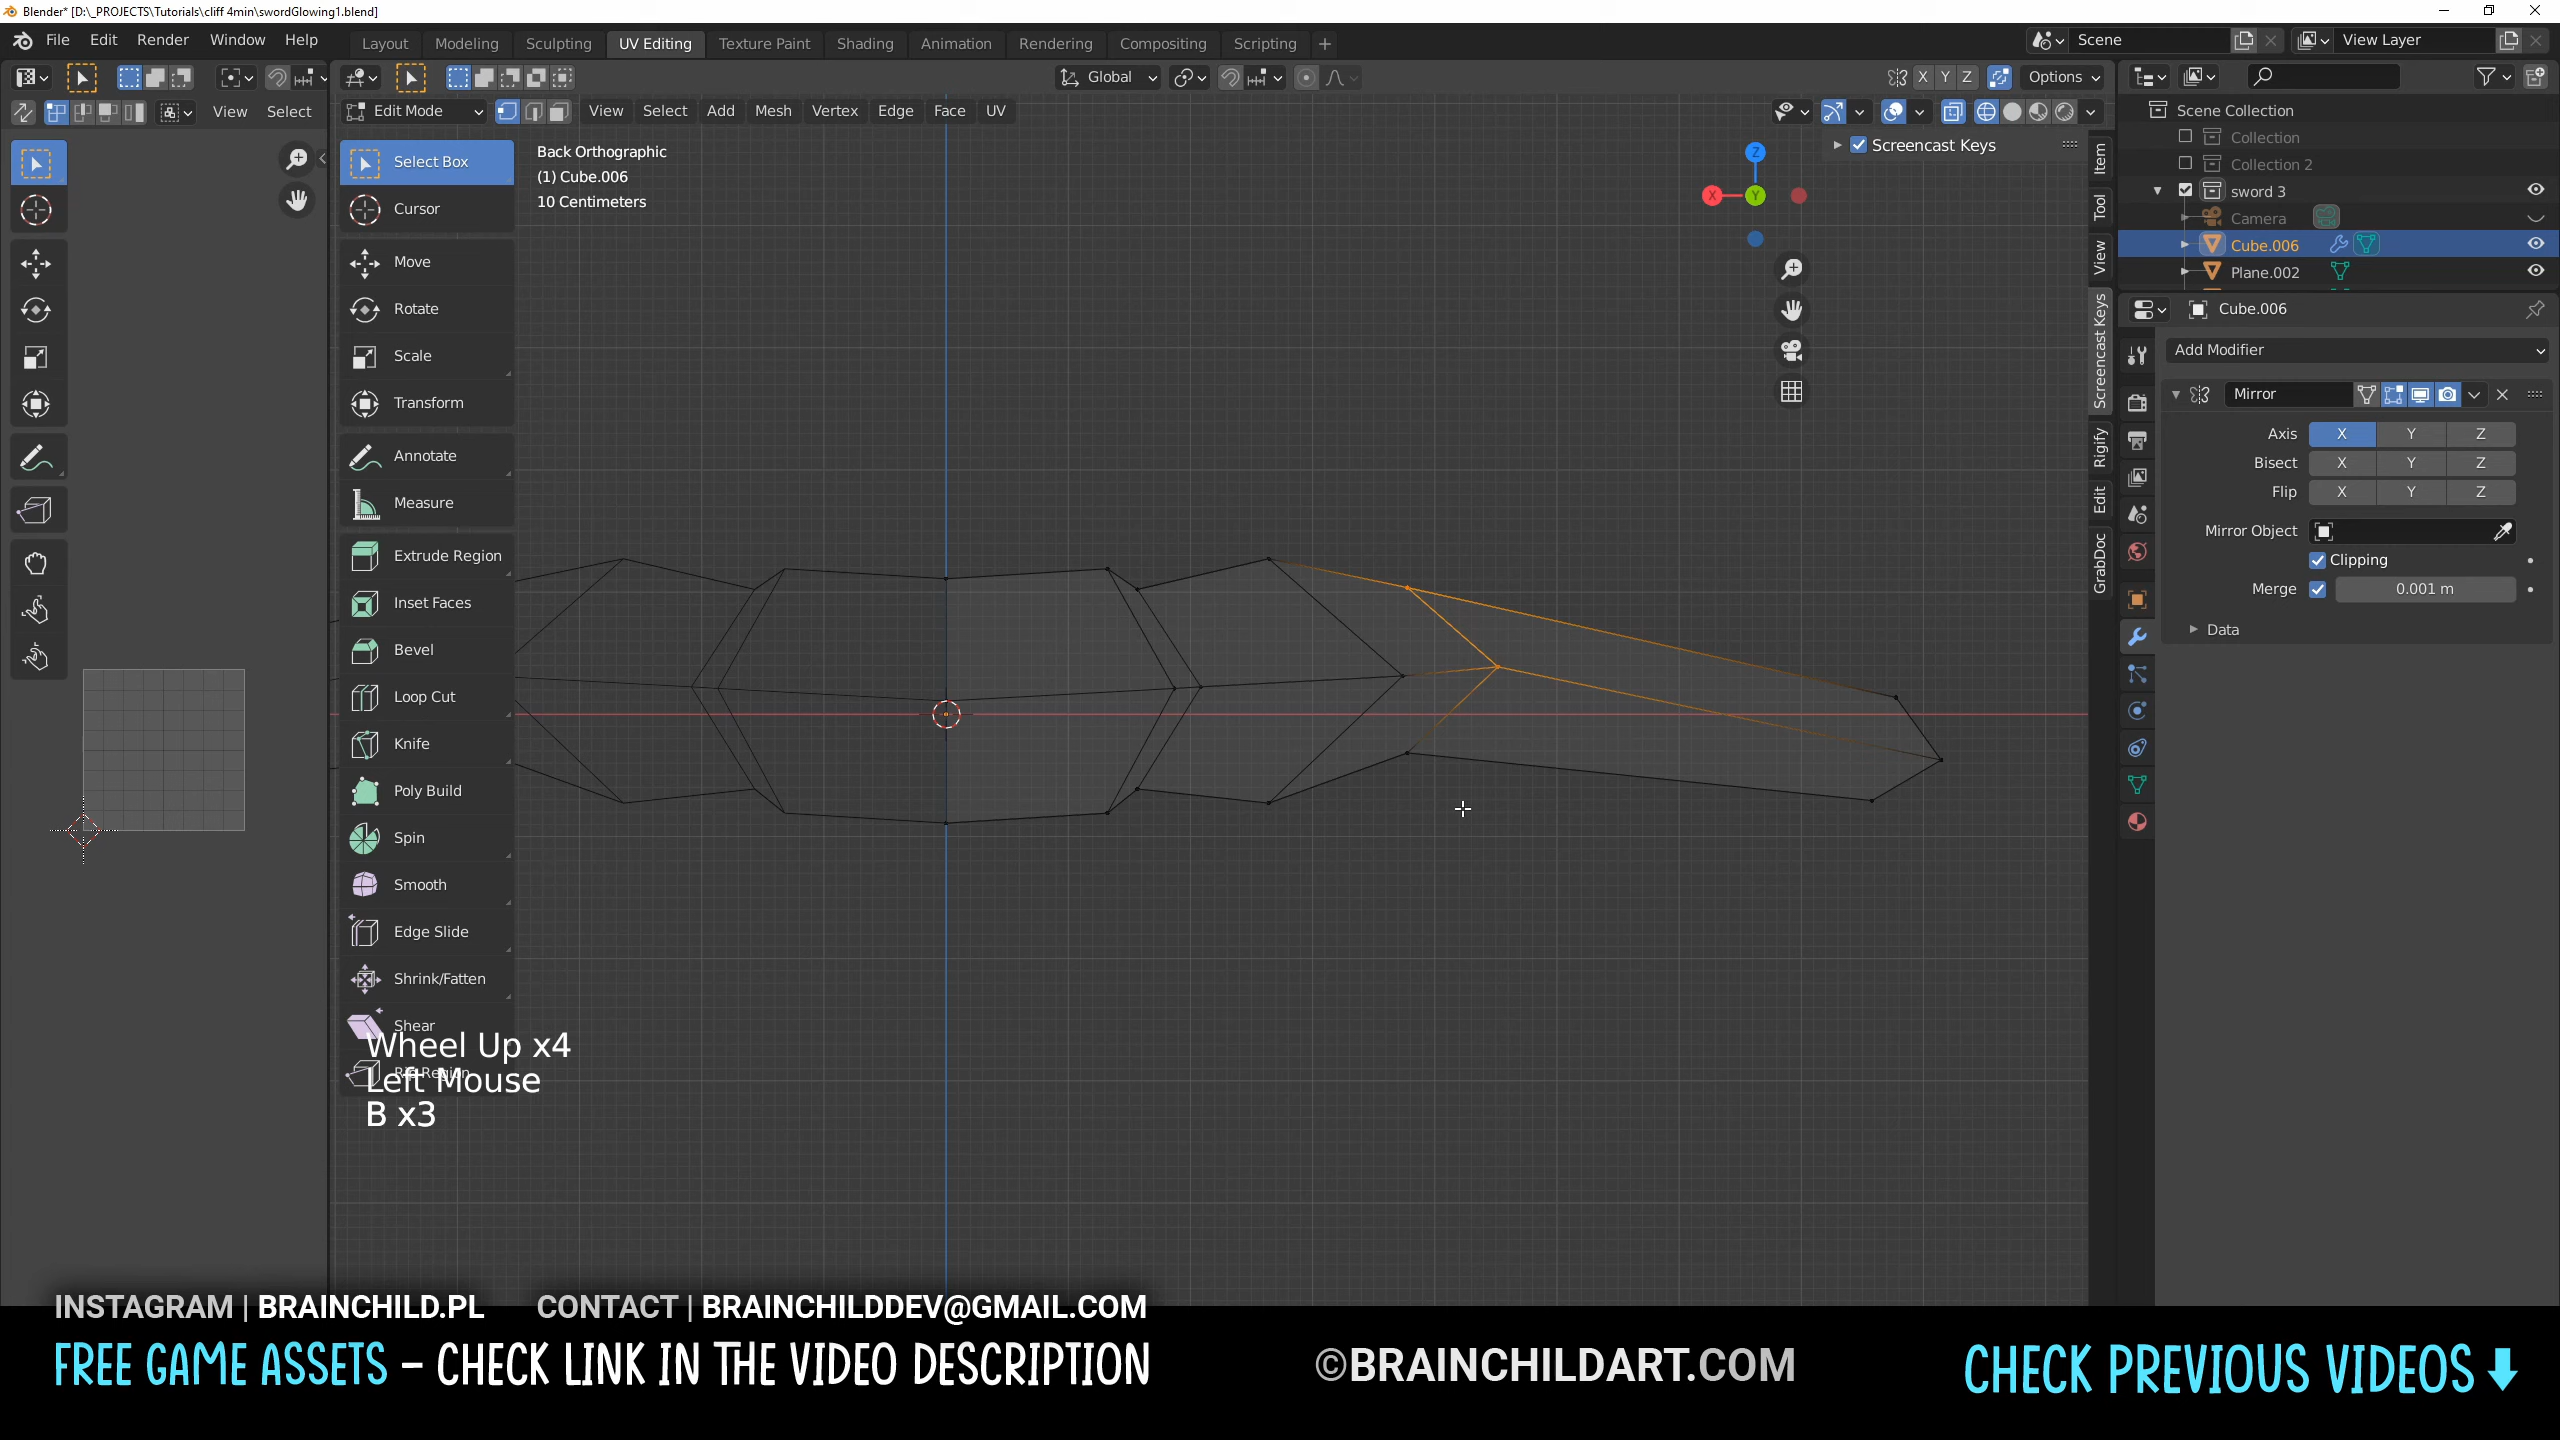 Blender* [D:\_PROJECTS\Tutorials\cliff 4min\swordGlowing1.blend]
File Edit Render Window Help Layout Modeling Sculpting UV Editing Texture Paint Shading Animation Rendering Compositing Scripting + Scene View Layer
Global X Y Z Options
View Select Edit Mode View Select Add Mesh Vertex Edge Face UV
Scene Collection
Collection
Collection 2
sword 3
Camera
Cube.006
Plane.002
Select Box
Cursor
Move
Rotate
Scale
Transform
Annotate
Measure
Extrude Region
Inset Faces
Bevel
Loop Cut
Knife
Poly Build
Spin
Smooth
Edge Slide
Shrink/Fatten
Shear
Back Orthographic
(1) Cube.006
10 Centimeters
Screencast Keys
Z
X Y
Item
Tool
View
Screencast Keys
Rigify
Edit
GrabDoc
Cube.006
Add Modifier
Mirror
Axis X Y Z
Bisect X Y Z
Flip X Y Z
Mirror Object
Clipping
Merge 0.001 m
Data
Wheel Up x4
Left Mouse
B x3
INSTAGRAM | BRAINCHILD.PL CONTACT | BRAINCHILDDEV@GMAIL.COM
FREE GAME ASSETS – CHECK LINK IN THE VIDEO DESCRIPTION
©BRAINCHILDART.COM
CHECK PREVIOUS VIDEOS